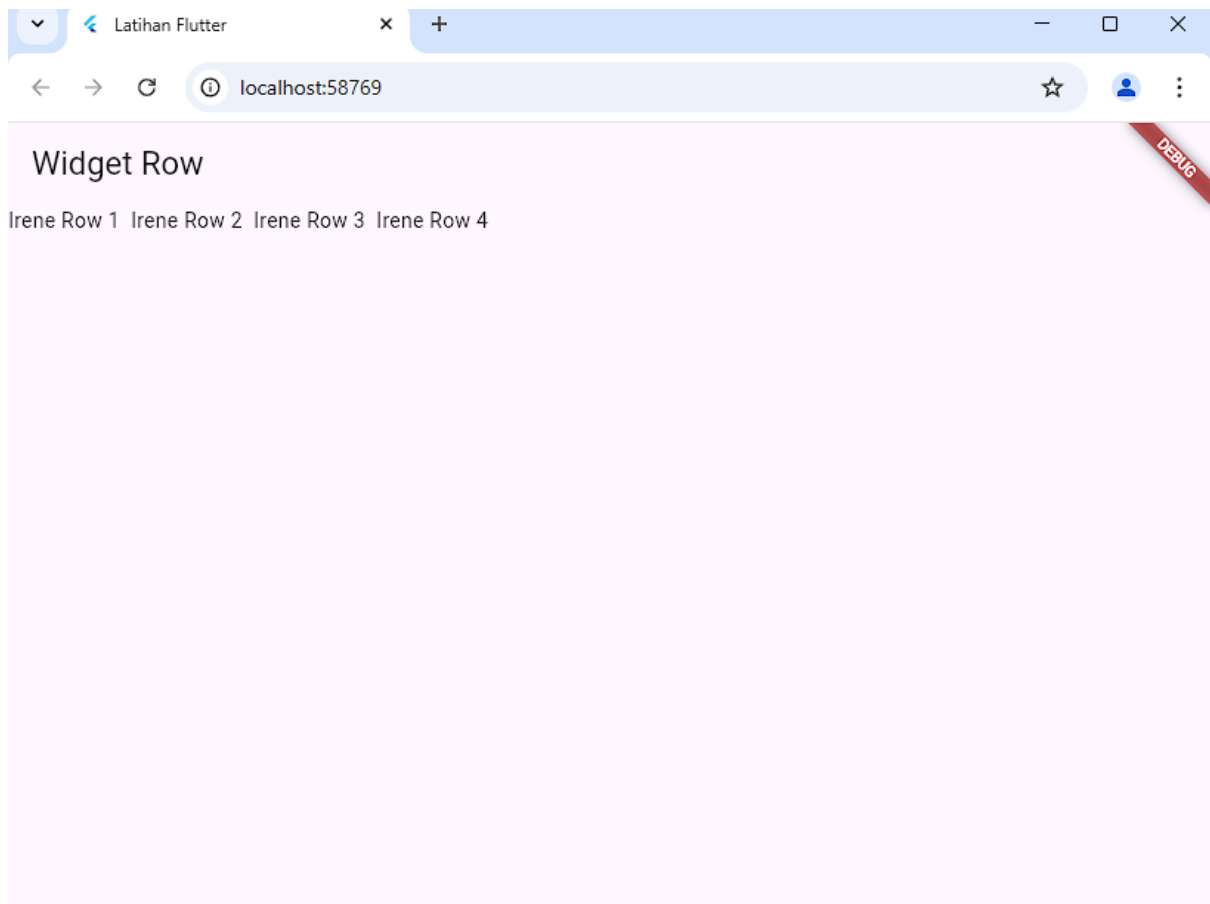 Latihan Flutter
localhost:58769
DEBUG
Widget Row
Irene Row 1 Irene Row 2 Irene Row 3 Irene Row 4